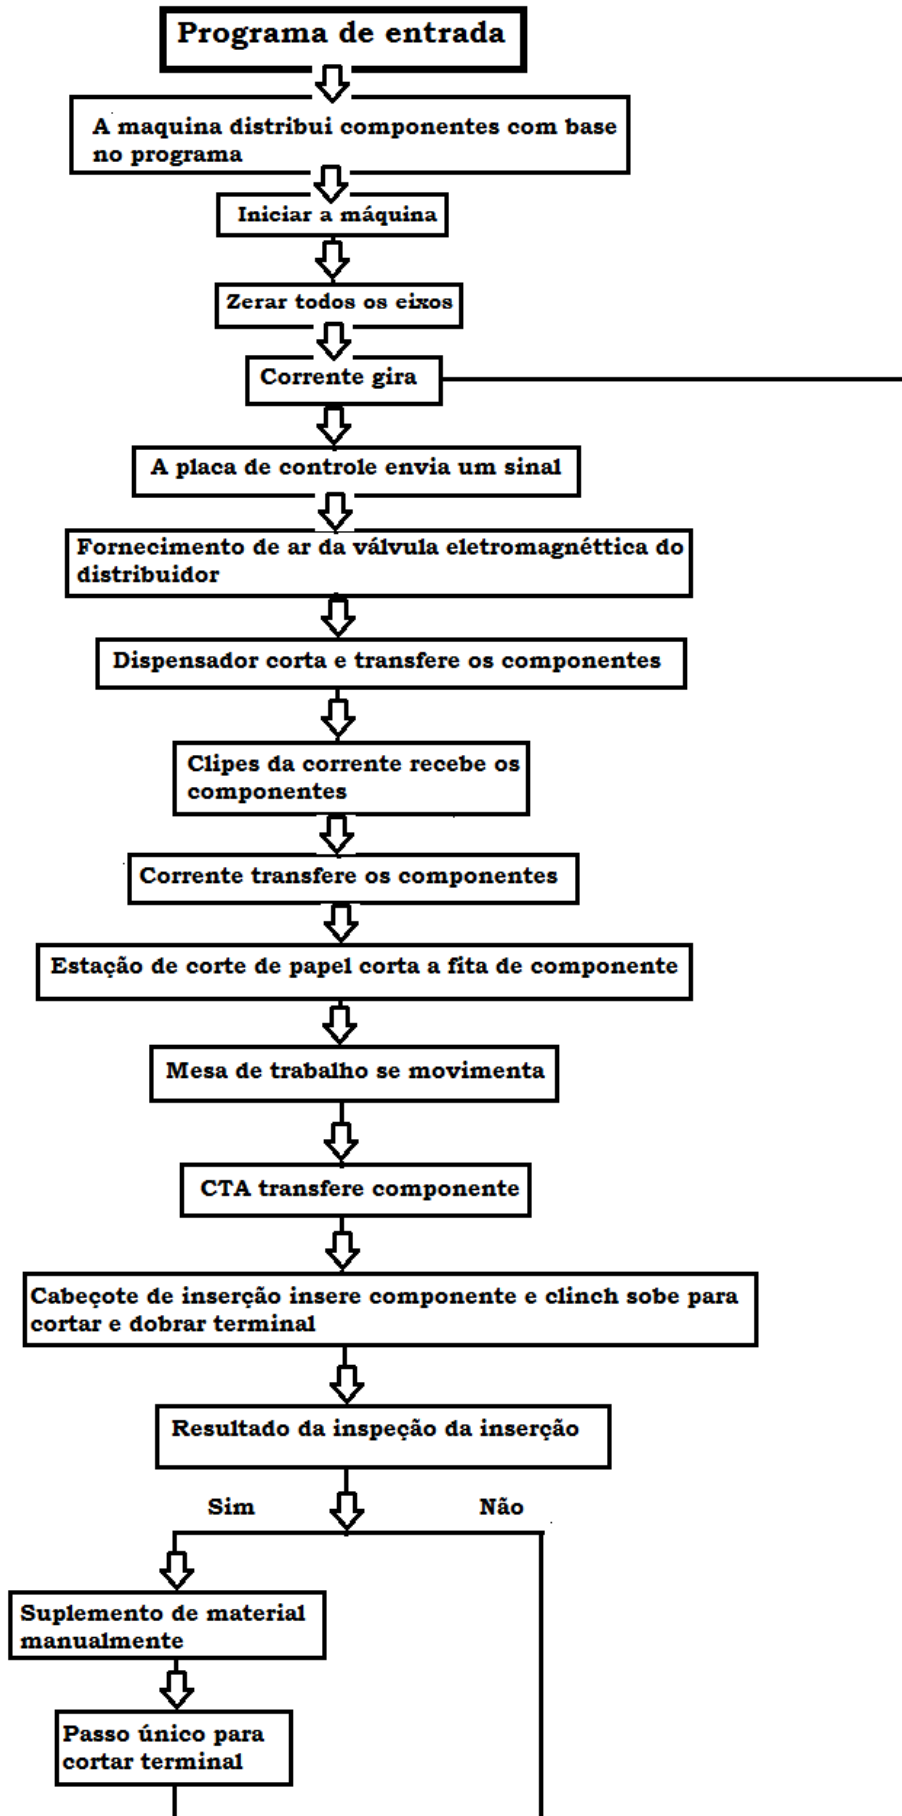 Programa de entrada
A maquina distribui componentes com base
no programa
Iniciar a máquina
Zerar todos os eixos
Corrente gira
A placa de controle envia um sinal
Fornecimento de ar da válvula eletromagnéttica do
distribuidor
Dispensador corta e transfere os componentes
Clipes da corrente recebe os
componentes
Corrente transfere os componentes
Estação de corte de papel corta a fita de componente
Mesa de trabalho se movimenta
CTA transfere componente
Cabeçote de inserção insere componente e clinch sobe para
cortar e dobrar terminal
Resultado da inspeção da inserção
Sim
Não
Suplemento de material
manualmente
Passo único para
cortar terminal